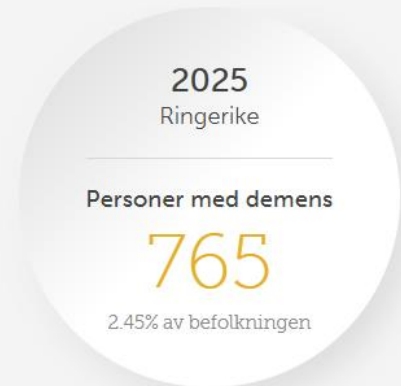 2025
Ringerike
Personer med demens
765
2.45% av befolkningen